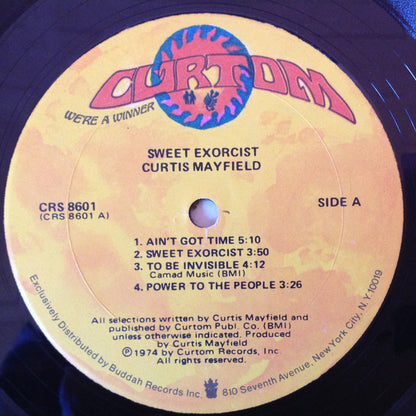 CURTOM
WE'RE A WINNER
SWEET EXORCIST
CURTIS MAYFIELD
CRS 8601
(CRS 8601 A)
SIDE A
1. AIN'T GOT TIME 5:10
2. SWEET EXORCIST 3:50
3. TO BE INVISIBLE 4:12
Camad Music (BMI)
4. POWER TO THE PEOPLE 3:26
All selections written by Curtis Mayfield and
published by Curtom Publ. Co. (BMI)
unless otherwise indicated. Produced
by Curtis Mayfield
Ⓟ1974 by Curtom Records, Inc.
All rights reserved.
Exclusively Distributed by Buddah Records Inc. 810 Seventh Avenue, New York City, N.Y. 10019